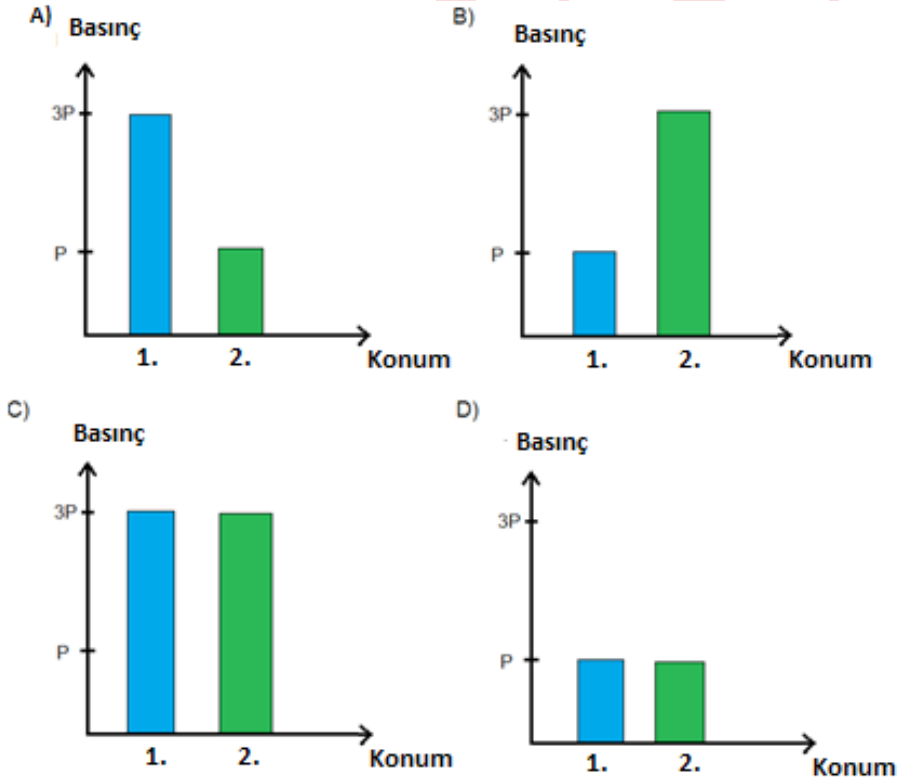 A)
Basınç
3P
P
1. 2. Konum
B)
Basınç
3P
P
1. 2. Konum
C)
Basınç
3P
P
1. 2. Konum
D)
Basınç
3P
P
1. 2. Konum